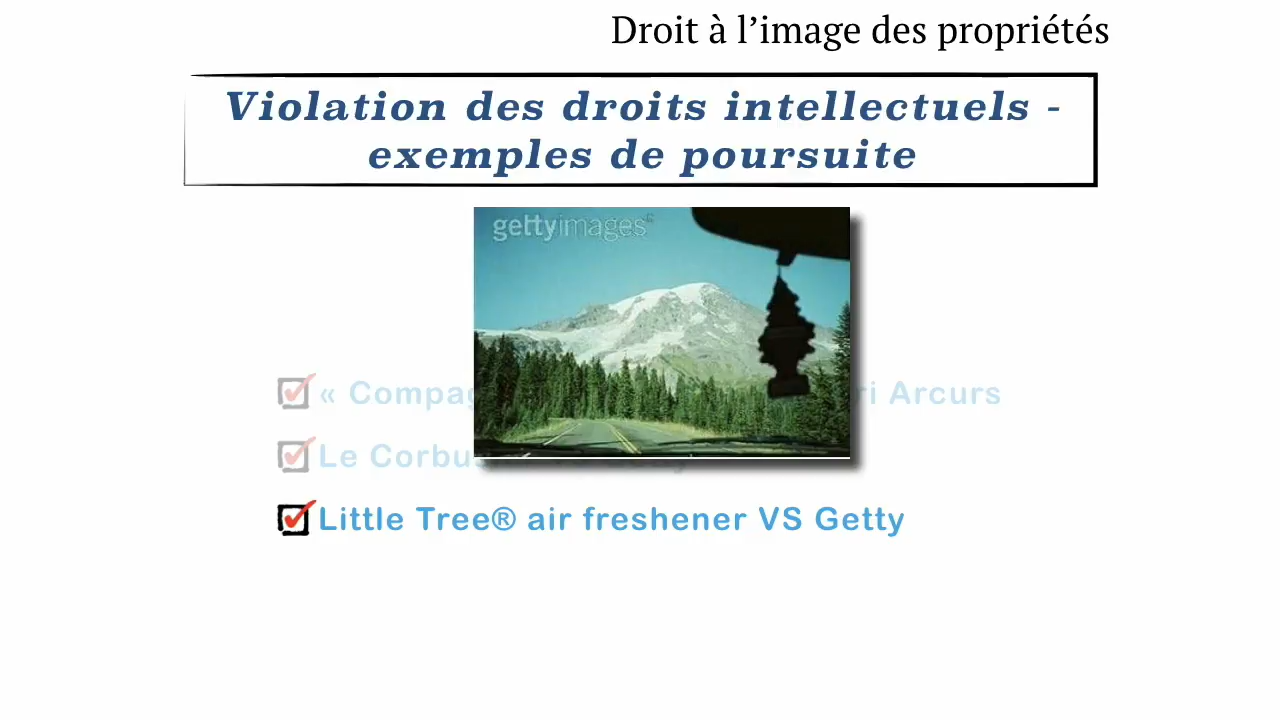 Droit à l’image des propriétés
Violation des droits intellectuels -
exemples de poursuite
gettyimages®
« Compag ri Arcurs
Le Corbus
Little Tree® air freshener VS Getty